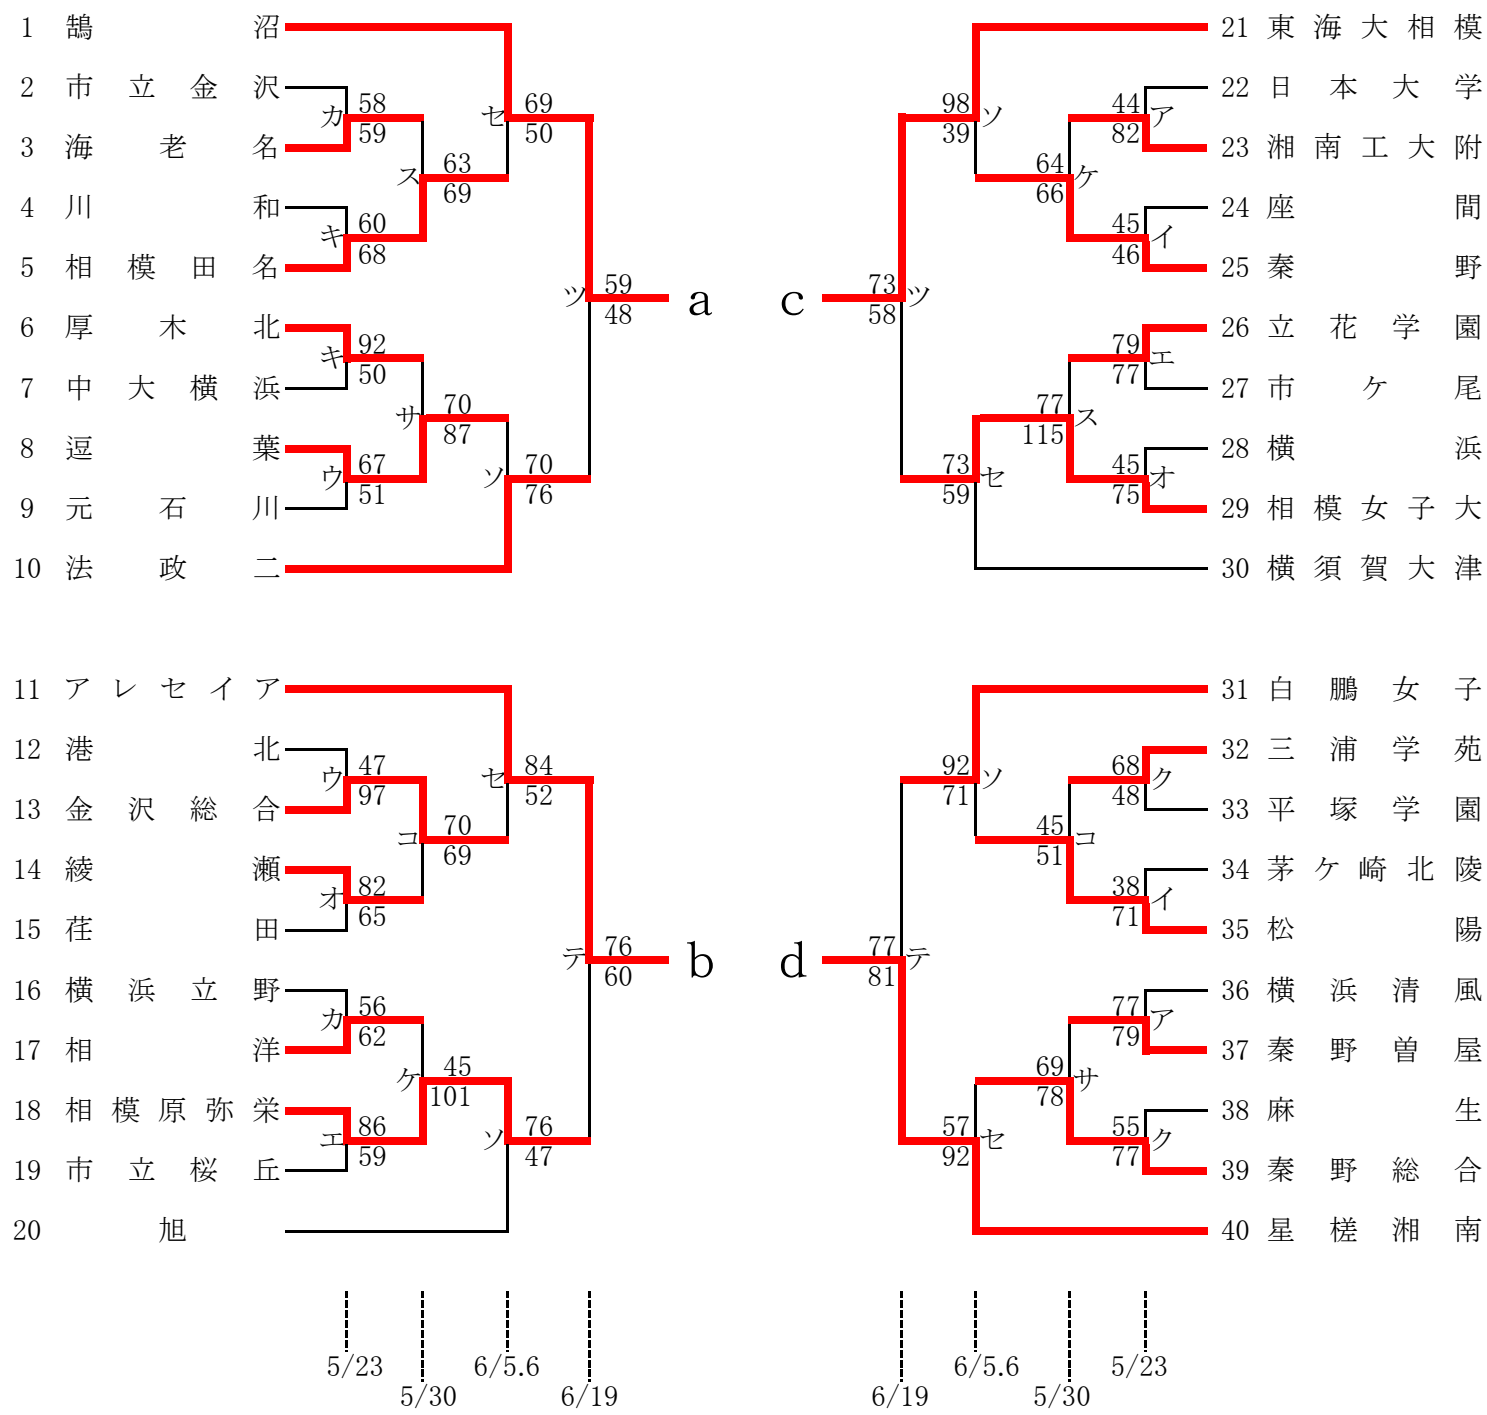 1 鵠沼
2 市立金沢
3 海老名
4 川和
5 相模田名
6 厚木北
7 中大横浜
8 逗葉
9 元石川
10 法政二
カ 58 59
キ 60 68
キ 92 50
ウ 67 51
ス 63 69
サ 70 87
セ 69 50
ソ 70 76
ツ 59 48
a
c
21 東海大相模
22 日本大学
23 湘南工大附
24 座間
25 秦野
26 立花学園
27 市ケ尾
28 横浜
29 相模女子大
30 横須賀大津
44 82 ア
45 46 イ
79 77 エ
45 75 オ
64 66 ケ
77 115 ス
98 39 ソ
73 59 セ
73 58 ツ
11 アレセイア
12 港北
13 金沢総合
14 綾瀬
15 荏田
16 横浜立野
17 相洋
18 相模原弥栄
19 市立桜丘
20 旭
ウ 47 97
オ 82 65
カ 56 62
エ 86 59
コ 70 69
ケ 45 101
セ 84 52
ソ 76 47
テ 76 60
b
d
31 白鵬女子
32 三浦学苑
33 平塚学園
34 茅ケ崎北陵
35 松陽
36 横浜清風
37 秦野曽屋
38 麻生
39 秦野総合
40 星槎湘南
68 48 ク
38 71 イ
77 79 ア
55 77 ク
45 51 コ
69 78 サ
92 71 ソ
57 92 セ
77 81 テ
5/23 6/5.6 6/5.6 5/23
5/30 6/19 6/19 5/30